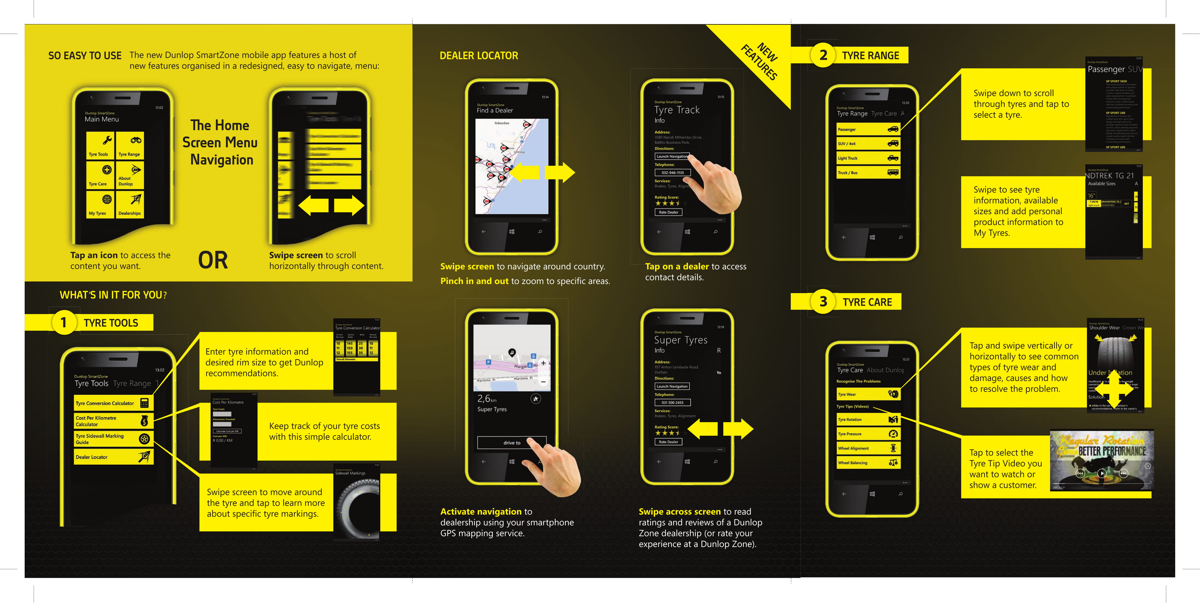 SO EASY TO USE The new Dunlop SmartZone mobile app features a host of
new features organised in a redesigned, easy to navigate, menu:
15:02
Dunlop SmartZone
Main Menu
Tyre Tools
Tyre Range
Tyre Care
About
Dunlop
My Tyres
Dealerships
The Home
Screen Menu
Navigation
Tap an icon to access the
content you want.
OR
Swipe screen to scroll
horizontally through content.
WHAT'S IN IT FOR YOU?
1 TYRE TOOLS
15:03
Dunlop SmartZone
Tyre Tools Tyre Range
Tyre Conversion Calculator
Cost Per Kilometre
Calculator
Tyre Sidewall Marking
Guide
Dealer Locator
Enter tyre information and
desired rim size to get Dunlop
recommendations.
Tyre Conversion Calculator
Cost Per Kilometre
Keep track of your tyre costs
with this simple calculator.
Swipe screen to move around
the tyre and tap to learn more
about specific tyre markings.
Sidewall Markings
DEALER LOCATOR
NEW
FEATURES
Dunlop SmartZone
Find a Dealer
Swipe screen to navigate around country.
Pinch in and out to zoom to specific areas.
Dunlop SmartZone
Tyre Track
Info
Address:
Directions:
Launch Navigation
Telephone:
032-946-1133
Services:
Rating Score:
Rate Dealer
Tap on a dealer to access
contact details.
2,6km
Super Tyres
drive to
Activate navigation to
dealership using your smartphone
GPS mapping service.
Dunlop SmartZone
Super Tyres
Info R
Address:
Directions:
Launch Navigation
Telephone:
Services:
Rating Score:
Rate Dealer
Swipe across screen to read
ratings and reviews of a Dunlop
Zone dealership (or rate your
experience at a Dunlop Zone).
2 TYRE RANGE
Dunlop SmartZone
Tyre Range Tyre Care A
Passenger
SUV / 4x4
Light Truck
Truck / Bus
Swipe down to scroll
through tyres and tap to
select a tyre.
Passenger SUV
Swipe to see tyre
information, available
sizes and add personal
product information to
My Tyres.
NDTREK TG 21
Available Sizes A
3 TYRE CARE
Dunlop SmartZone
Tyre Care About Dunlop
Recognise The Problems
Tyre Wear
Tyre Tips (Videos)
Tyre Rotation
Tyre Pressure
Wheel Alignment
Wheel Balancing
Tap and swipe vertically or
horizontally to see common
types of tyre wear and
damage, causes and how
to resolve the problem.
Shoulder Wear
Solution
Tap to select the
Tyre Tip Video you
want to watch or
show a customer.
Regular Rotation
BETTER PERFORMANCE